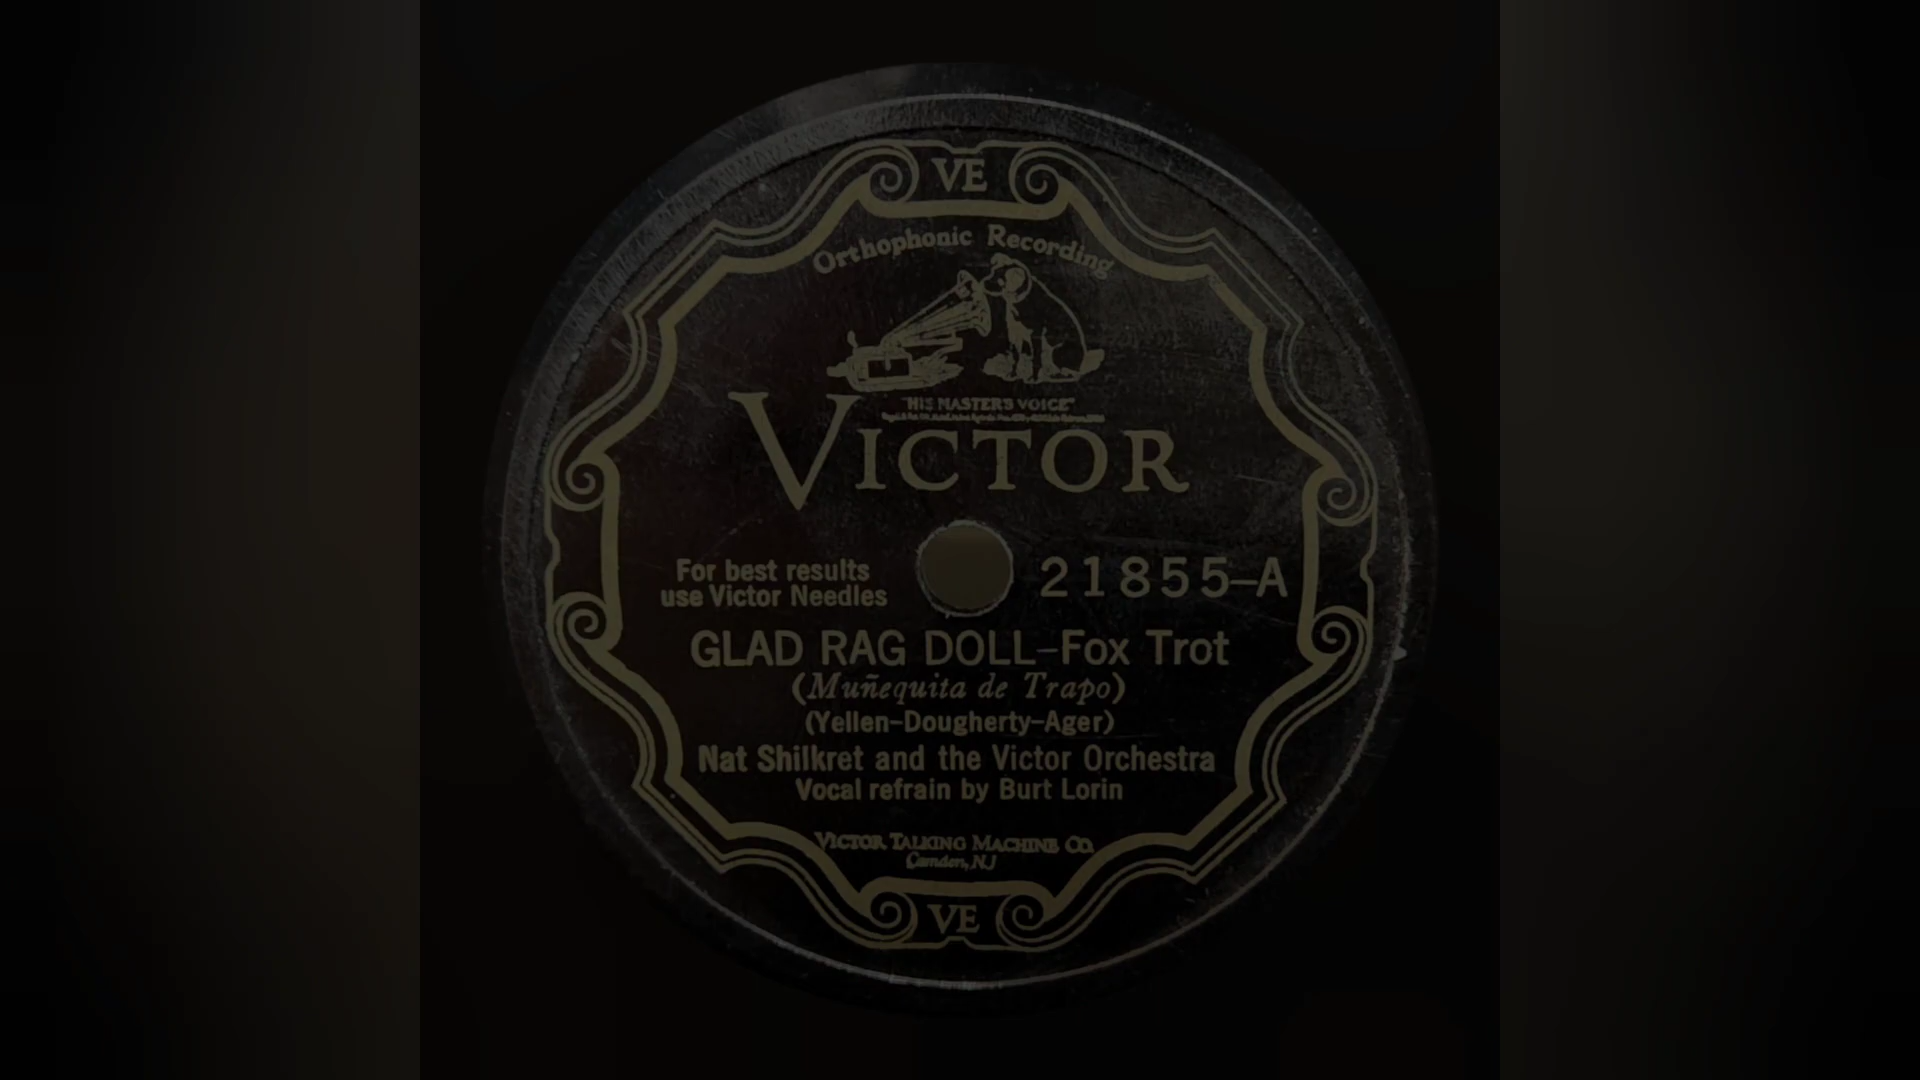 VE
Orthophonic Recording
"HIS MASTER'S VOICE"
VICTOR
For best results
use Victor Needles
21855-A
GLAD RAG DOLL-Fox Trot
(Muñequita de Trapo)
(Yellen-Dougherty-Ager)
Nat Shilkret and the Victor Orchestra
Vocal refrain by Burt Lorin
VICTOR TALKING MACHINE CO.
Camden, NJ
VE